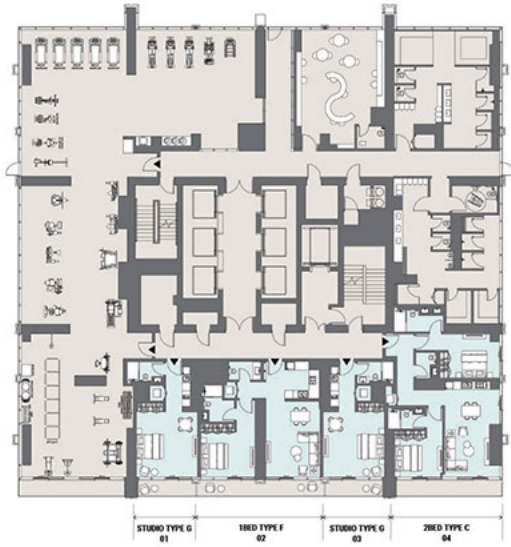 STUDIO TYPE G
01
1BED TYPE F
02
STUDIO TYPE G
03
2BED TYPE C
04